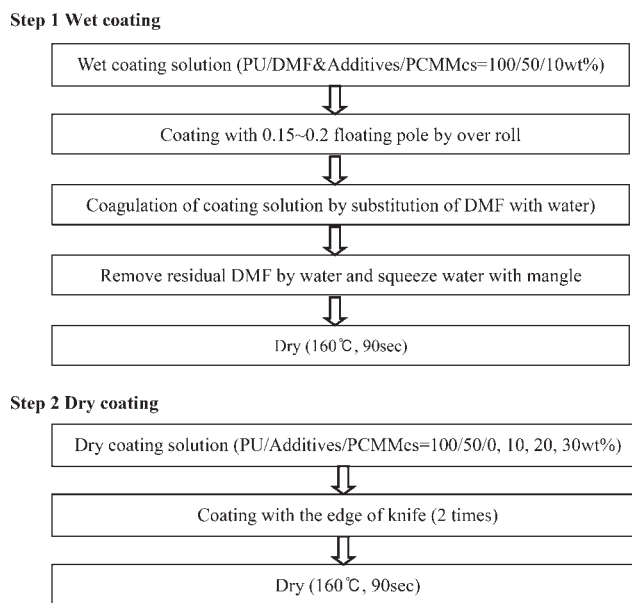 Step 1 Wet coating
Wet coating solution (PU/DMF&Additives/PCMMcs=100/50/10wt%)
Coating with 0.15~0.2 floating pole by over roll
Coagulation of coating solution by substitution of DMF with water)
Remove residual DMF by water and squeeze water with mangle
Dry (160℃, 90sec)
Step 2 Dry coating
Dry coating solution (PU/Additives/PCMMcs=100/50/0, 10, 20, 30wt%)
Coating with the edge of knife (2 times)
Dry (160℃, 90sec)